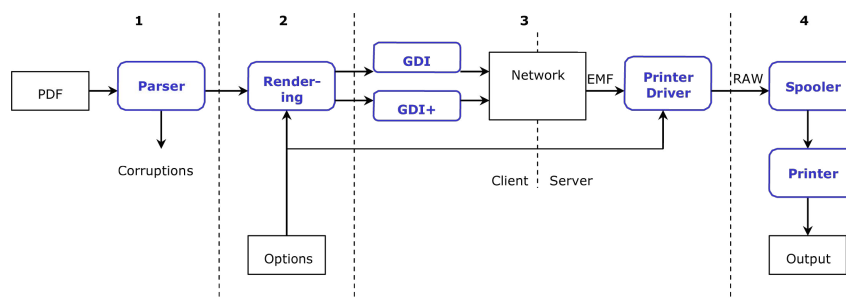 1
2
3
4
PDF
Parser
Corruptions
Render-
ing
Options
GDI
GDI+
Network
Client
Server
EMF
Printer
Driver
RAW
Spooler
Printer
Output